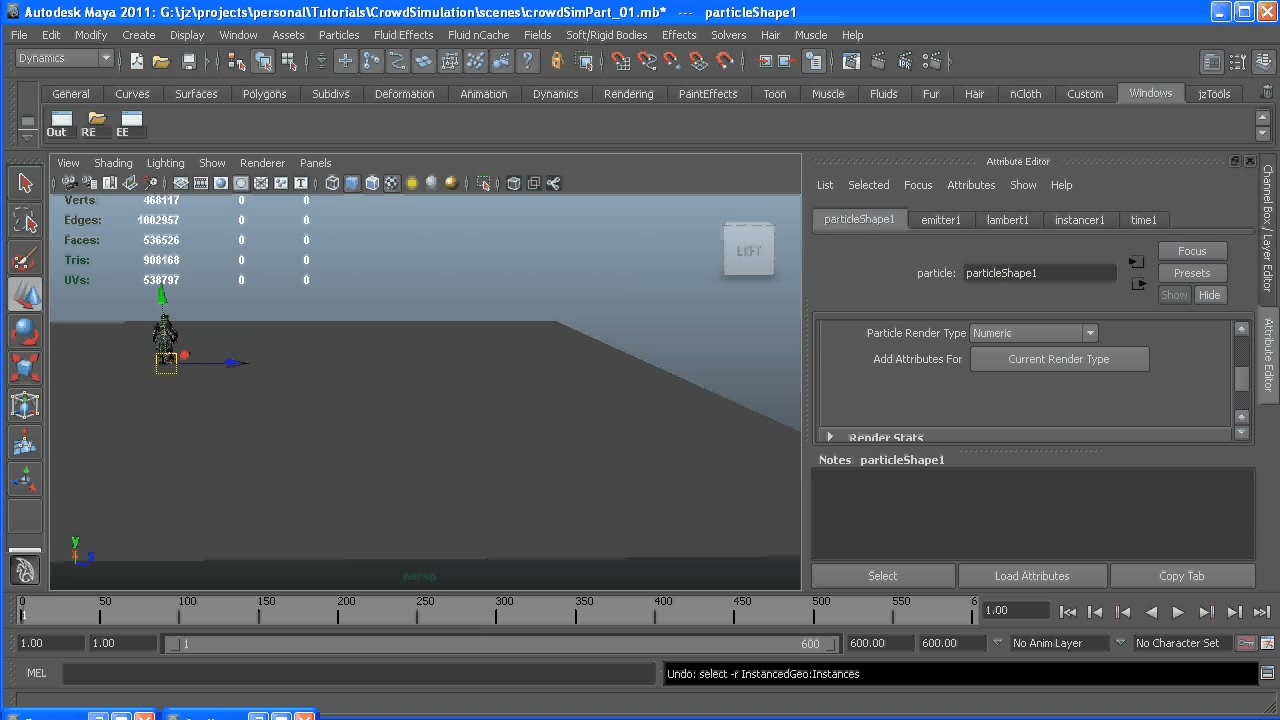 Autodesk Maya 2011: G:\jz\projects\personal\Tutorials\CrowdSimulation\scenes\crowdSimPart_01.mb* --- particleShape1
File Edit Modify Create Display Window Assets Particles Fluid Effects Fluid nCache Fields Soft/Rigid Bodies Effects Solvers Hair Muscle Help
Dynamics
General Curves Surfaces Polygons Subdivs Deformation Animation Dynamics Rendering PaintEffects Toon Muscle Fluids Fur Hair nCloth Custom Windows jzTools
Out RE EE
View Shading Lighting Show Renderer Panels
Verts 468117 0 0
Edges: 1002957 0 0
Faces: 536526 0 0
Tris: 908168 0 0
UVs: 538797 0 0
LEFT
y
persp
Attribute Editor
List Selected Focus Attributes Show Help
particleShape1 emitter1 lambert1 instancer1 time1
particle: particleShape1
Focus
Presets
Show Hide
Particle Render Type Numeric
Add Attributes For Current Render Type
Render Stats
Notes particleShape1
Select Load Attributes Copy Tab
Channel Box / Layer Editor
Attribute Editor
0 50 100 150 200 250 300 350 400 450 500 550 6
1
1.00
1.00 1.00 1 600 600.00 600.00 No Anim Layer No Character Set
MEL
Undo: select -r InstancedGeo:Instances